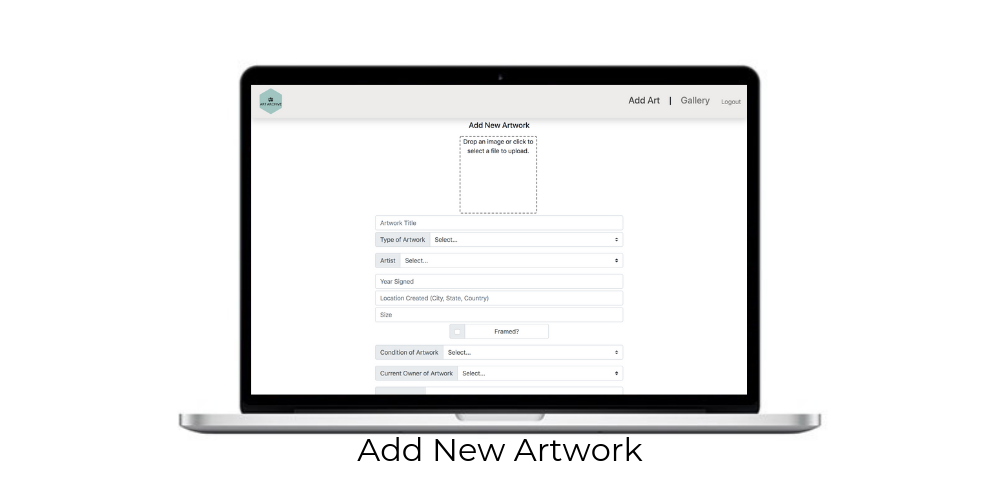 ART ARCHIVE
Add Art | Gallery Logout
Add New Artwork
Drop an image or click to
select a file to upload.
Artwork Title
Type of Artwork Select...
Artist Select...
Year Signed
Location Created (City, State, Country)
Size
Framed?
Condition of Artwork Select...
Current Owner of Artwork Select...
Add New Artwork